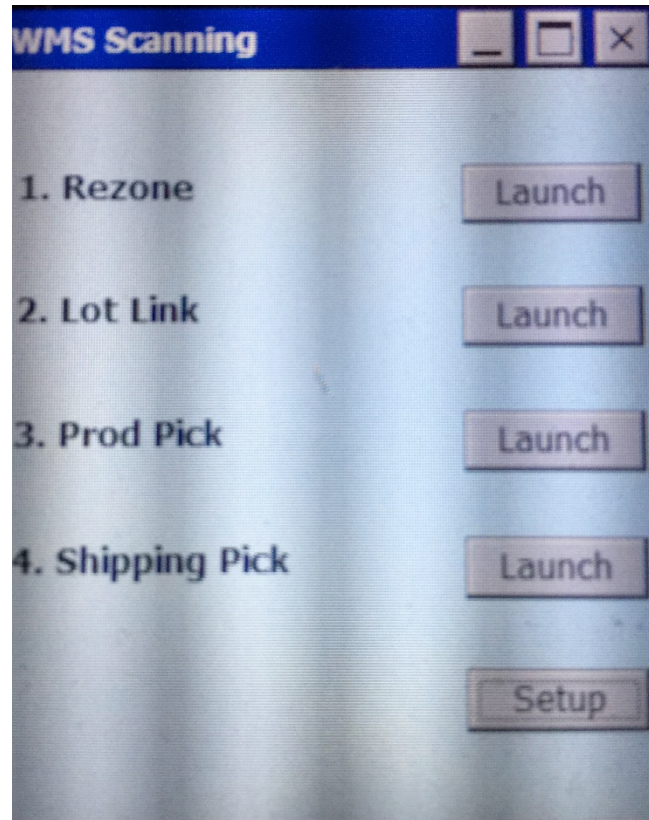 WMS Scanning
1. Rezone Launch
2. Lot Link Launch
3. Prod Pick Launch
4. Shipping Pick Launch
Setup